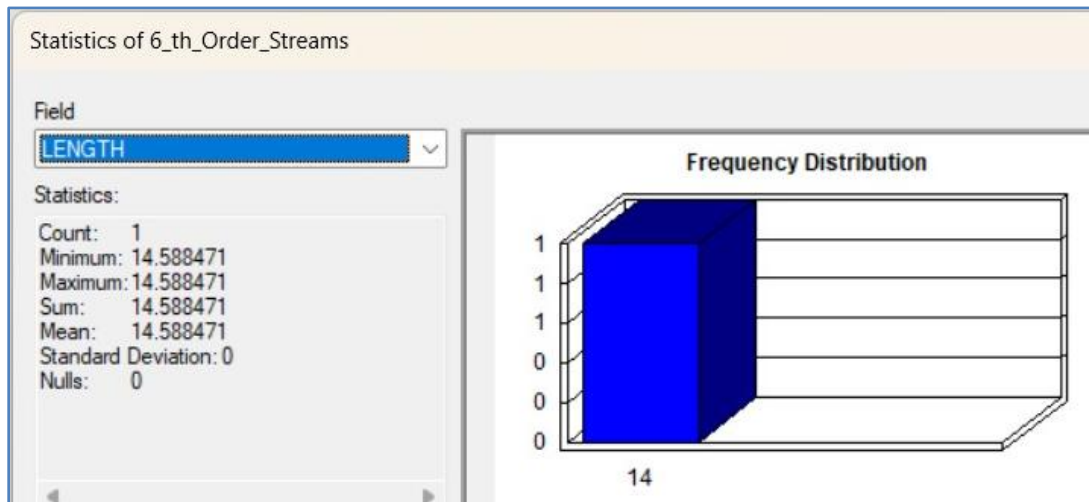 Statistics of 6_th_Order_Streams
Field
LENGTH
Statistics:
Count: 1
Minimum: 14.588471
Maximum: 14.588471
Sum: 14.588471
Mean: 14.588471
Standard Deviation: 0
Nulls: 0
Frequency Distribution
1
1
1
0
0
0
14